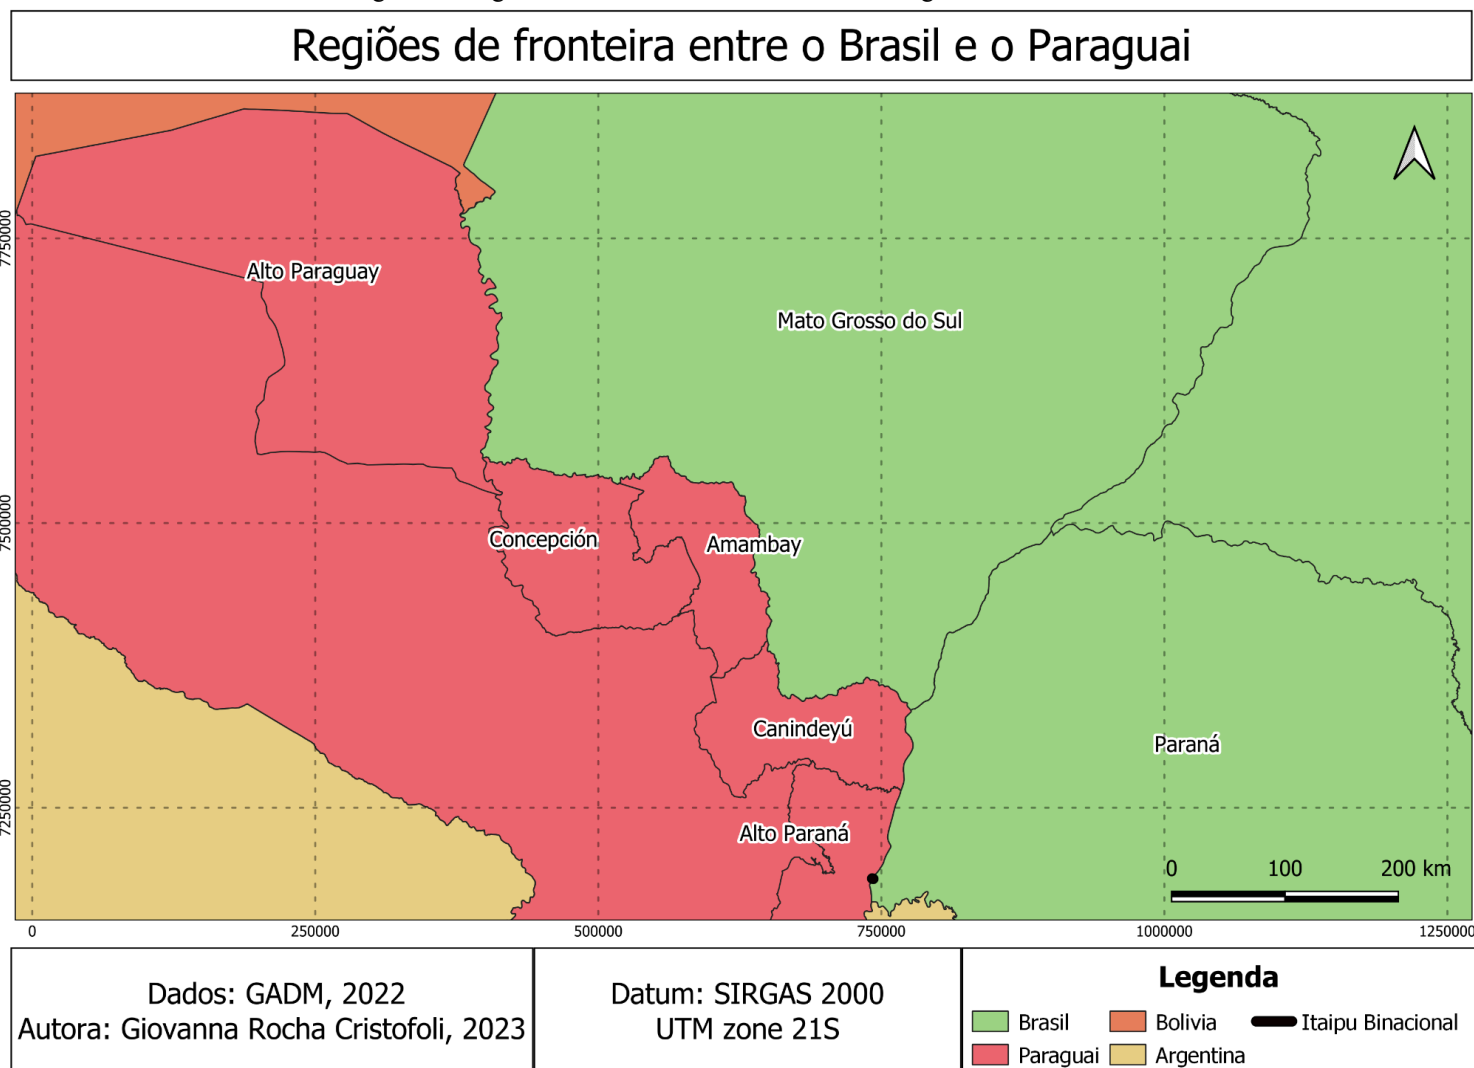 Regiões de fronteira entre o Brasil e o Paraguai
7750000
Alto Paraguay
Mato Grosso do Sul
7500000
Concepción
Amambay
Canindeyú
Paraná
7250000
Alto Paraná
0 100 200 km
0 250000 500000 750000 1000000 1250000
Dados: GADM, 2022
Autora: Giovanna Rocha Cristofoli, 2023
Datum: SIRGAS 2000
UTM zone 21S
Legenda
Brasil Bolivia Itaipu Binacional
Paraguai Argentina